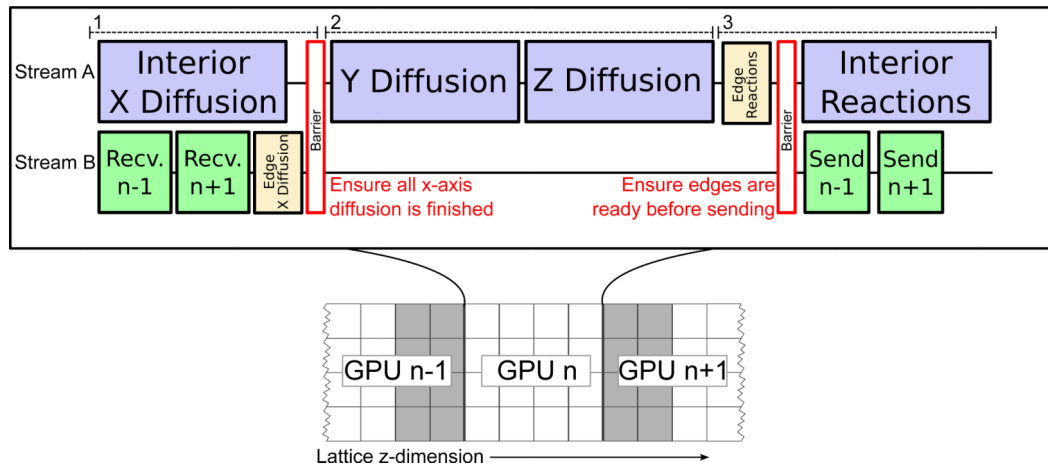 1
2
3
Stream A
Interior
X Diffusion
Barrier
Y Diffusion
Z Diffusion
Edge
Reactions
Barrier
Interior
Reactions
Stream B
Recv.
n-1
Recv.
n+1
Edge
X Diffusion
Ensure all x-axis
diffusion is finished
Ensure edges are
ready before sending
Send
n-1
Send
n+1
GPU n-1
GPU n
GPU n+1
Lattice z-dimension